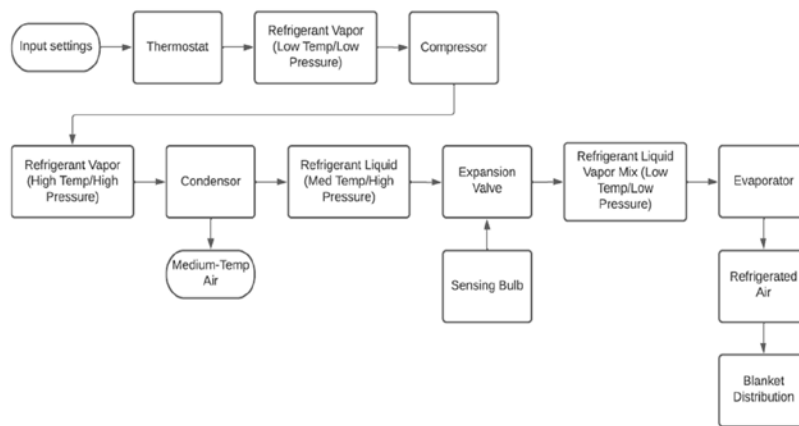 Input settings
Thermostat
Refrigerant Vapor
(Low Temp/Low
Pressure)
Compressor
Refrigerant Vapor
(High Temp/High
Pressure)
Condensor
Refrigerant Liquid
(Med Temp/High
Pressure)
Expansion
Valve
Refrigerant Liquid
Vapor Mix (Low
Temp/Low
Pressure)
Evaporator
Medium-Temp
Air
Sensing Bulb
Refrigerated
Air
Blanket
Distribution